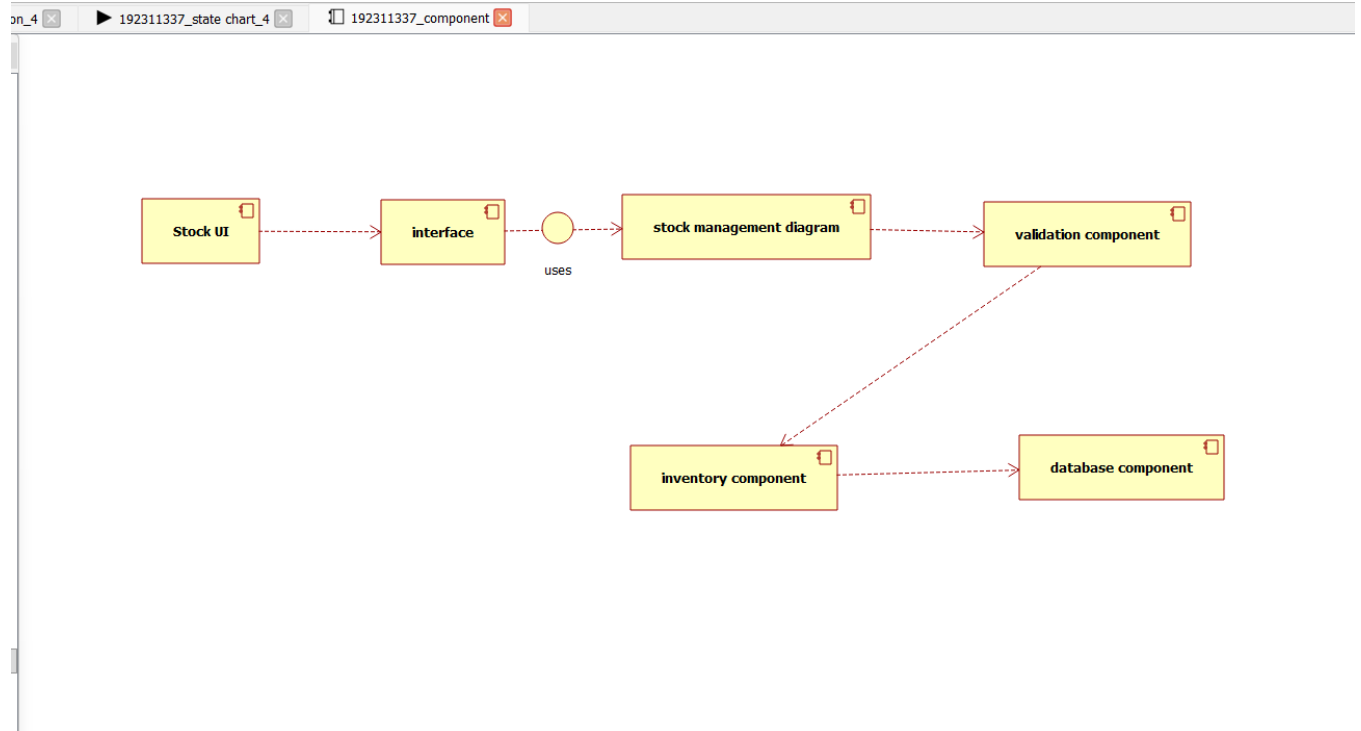 on_4
192311337_state chart_4
192311337_component
Stock UI
interface
uses
stock management diagram
validation component
inventory component
database component